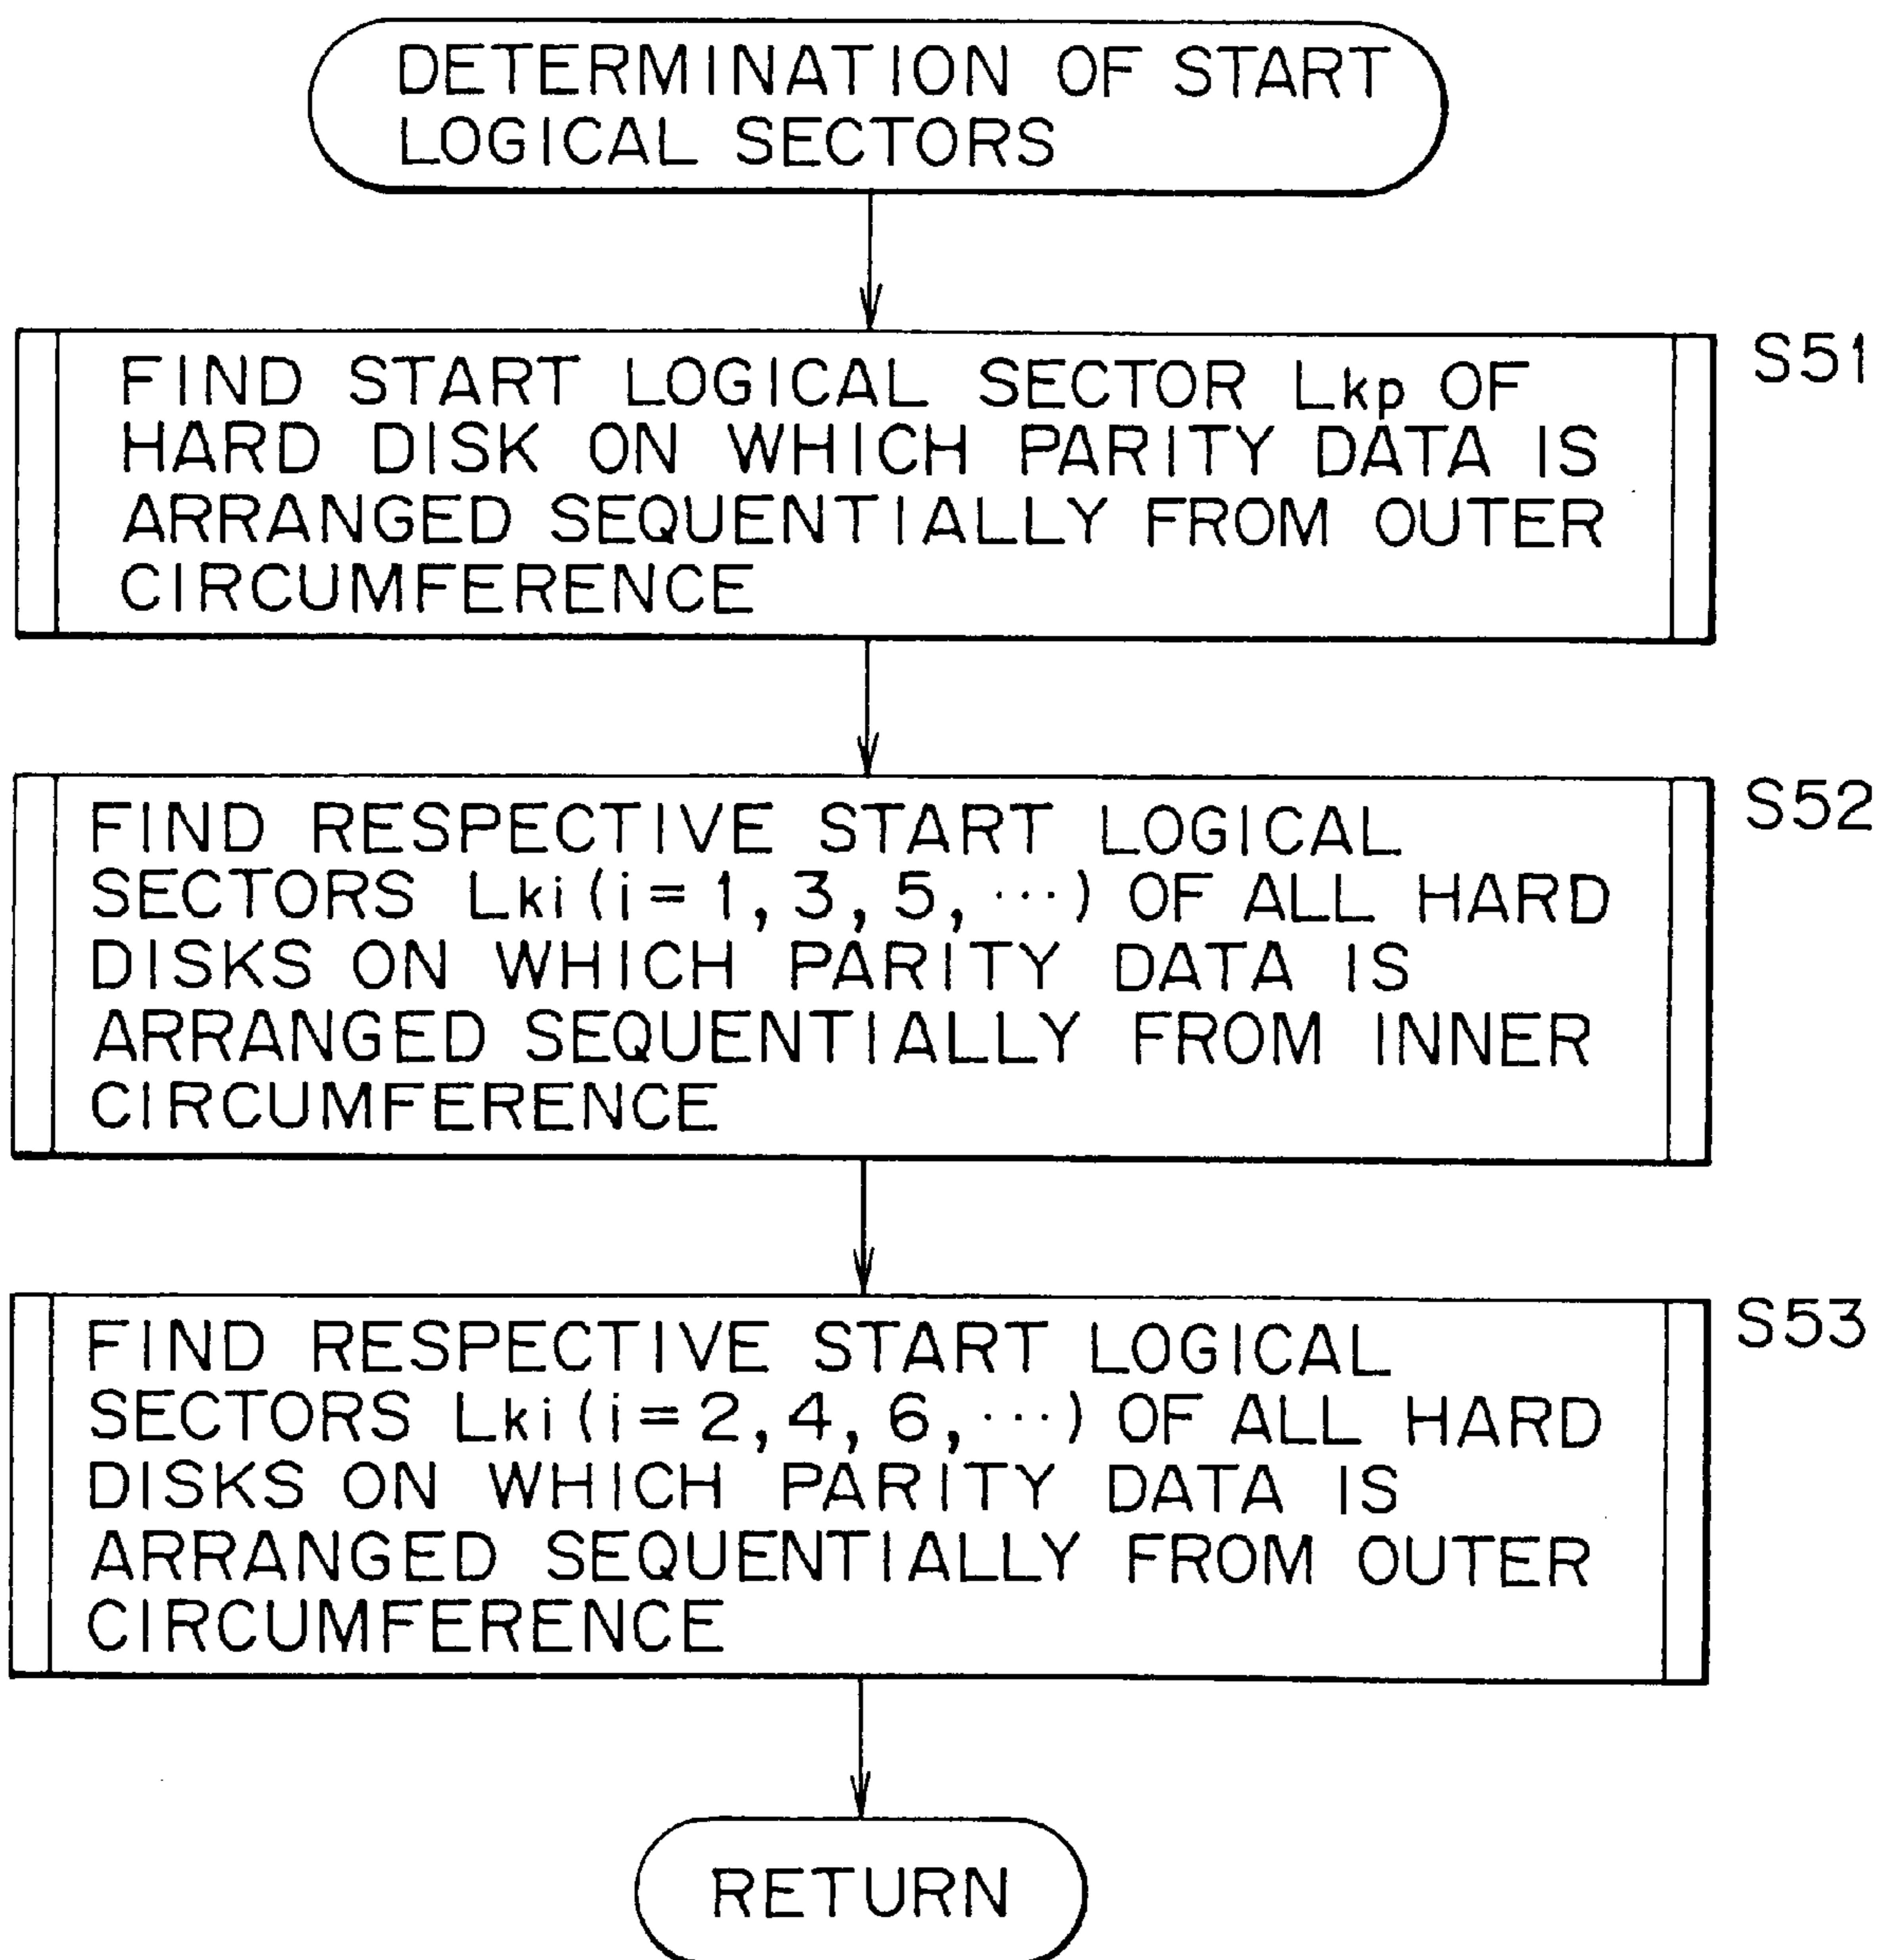 DETERMINATION OF START
LOGICAL SECTORS
FIND START LOGICAL SECTOR Lkp OF
HARD DISK ON WHICH PARITY DATA IS
ARRANGED SEQUENTIALLY FROM OUTER
CIRCUMFERENCE
S51
FIND RESPECTIVE START LOGICAL
SECTORS Lki(i=1,3,5,⋯) OF ALL HARD
DISKS ON WHICH PARITY DATA IS
ARRANGED SEQUENTIALLY FROM INNER
CIRCUMFERENCE
S52
FIND RESPECTIVE START LOGICAL
SECTORS Lki(i=2,4,6,⋯) OF ALL HARD
DISKS ON WHICH PARITY DATA IS
ARRANGED SEQUENTIALLY FROM OUTER
CIRCUMFERENCE
S53
RETURN